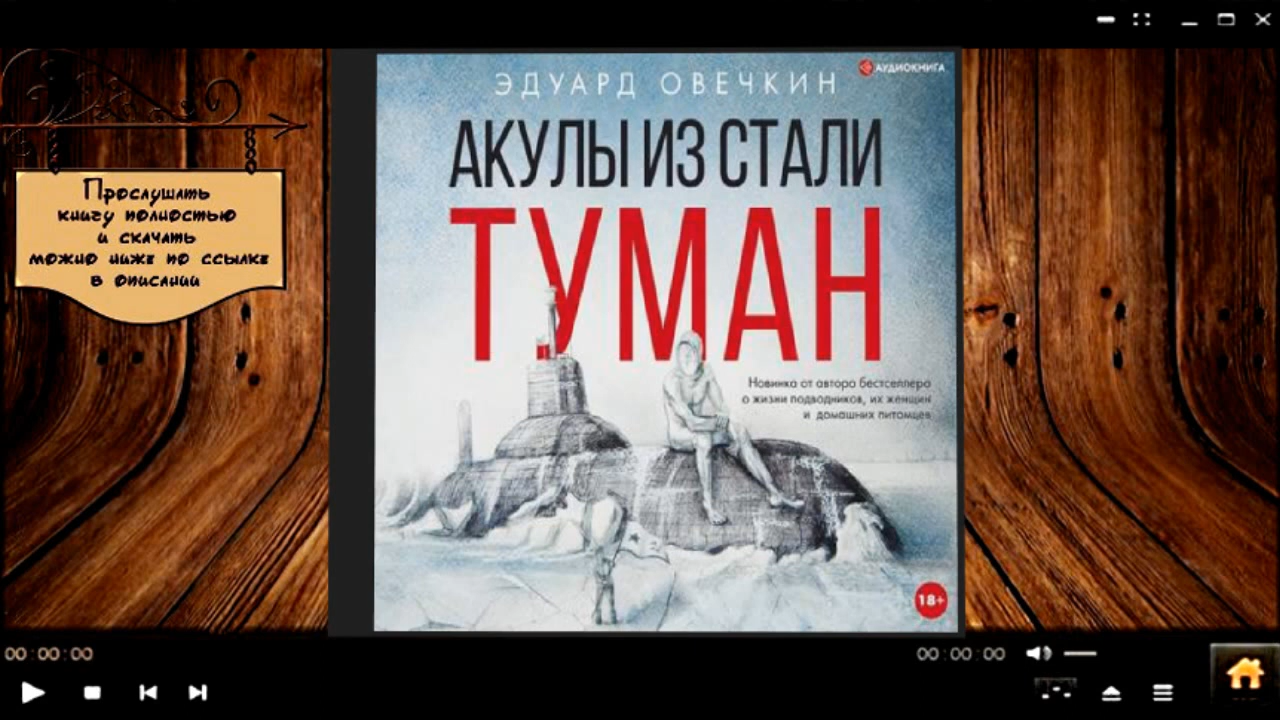 Прослушать
книгу полностью
и скачать
можно ниже по ссылке
в описании
ЭДУАРД ОВЕЧКИН
АУДИОКНИГА
АКУЛЫ ИЗ СТАЛИ
ТУМАН
Новинка от автора бестселлера
о жизни подводников, их женщин
и домашних питомцев
18+
00:00:00
00:00:00